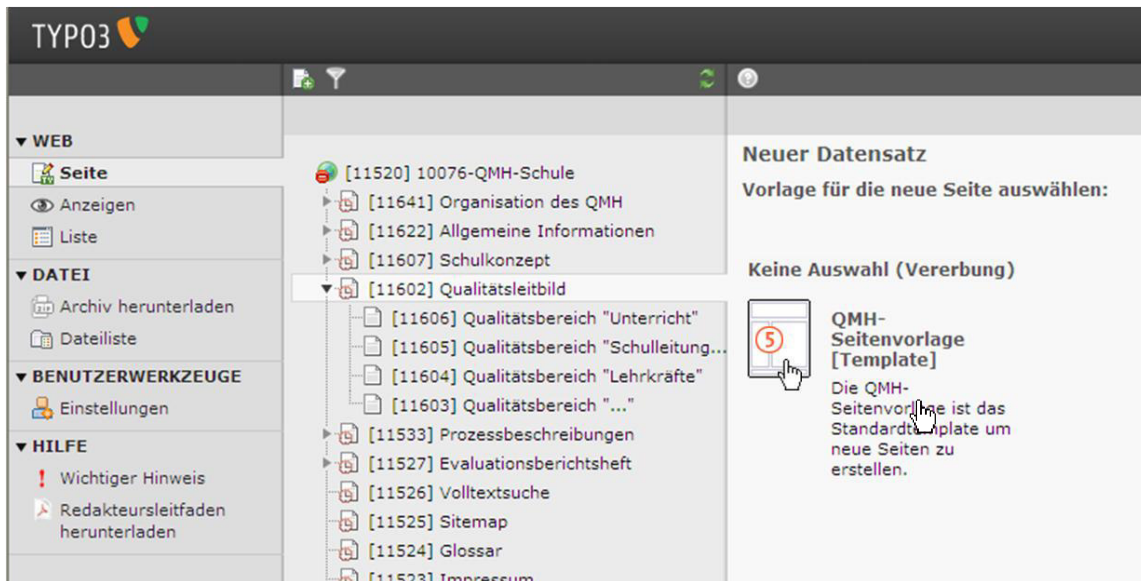 TYPO3
WEB
Seite
Anzeigen
Liste
DATEI
Archiv herunterladen
Dateiliste
BENUTZERWERKZEUGE
Einstellungen
HILFE
Wichtiger Hinweis
Redakteursleitfaden
herunterladen
[11520] 10076-QMH-Schule
[11641] Organisation des QMH
[11622] Allgemeine Informationen
[11607] Schulkonzept
[11602] Qualitätsleitbild
[11606] Qualitätsbereich "Unterricht"
[11605] Qualitätsbereich "Schulleitung...
[11604] Qualitätsbereich "Lehrkräfte"
[11603] Qualitätsbereich "..."
[11533] Prozessbeschreibungen
[11527] Evaluationsberichtsheft
[11526] Volltextsuche
[11525] Sitemap
[11524] Glossar
[11523] Impressum
Neuer Datensatz
Vorlage für die neue Seite auswählen:
Keine Auswahl (Vererbung)
5
QMH-
Seitenvorlage
[Template]
Die QMH-
Seitenvorlage ist das
Standardtemplate um
neue Seiten zu
erstellen.